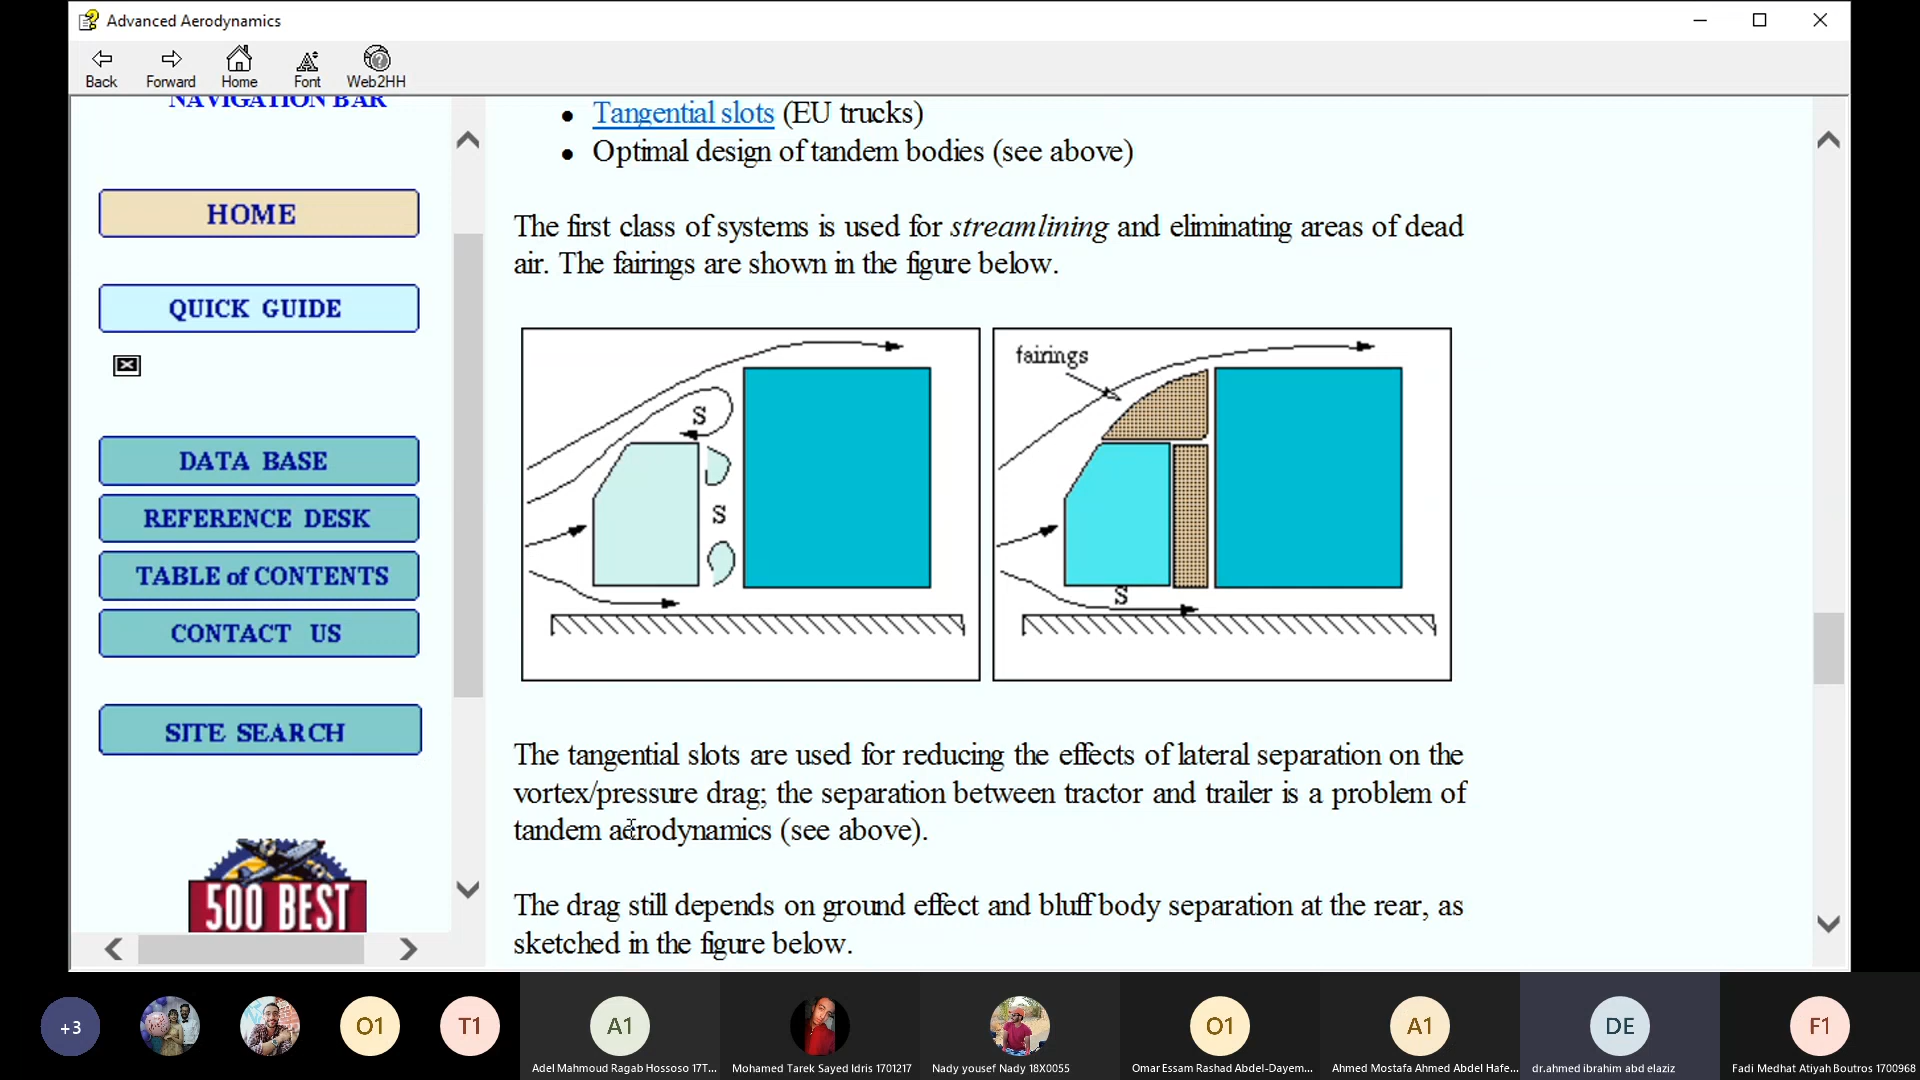 Advanced Aerodynamics
Back Forward Home Font Web2HH
NAVIGATION BAR
HOME
QUICK GUIDE
DATA BASE
REFERENCE DESK
TABLE of CONTENTS
CONTACT US
SITE SEARCH
500 BEST
• Tangential slots (EU trucks)
• Optimal design of tandem bodies (see above)
The first class of systems is used for streamlining and eliminating areas of dead
air. The fairings are shown in the figure below.
S
S
fairings
S
The tangential slots are used for reducing the effects of lateral separation on the
vortex/pressure drag; the separation between tractor and trailer is a problem of
tandem aerodynamics (see above).
The drag still depends on ground effect and bluff body separation at the rear, as
sketched in the figure below.
+3
O1
T1
A1
O1
A1
DE
F1
Adel Mahmoud Ragab Hossoso 17T...
Mohamed Tarek Sayed Idris 1701217
Nady yousef Nady 18X0055
Omar Essam Rashad Abdel-Dayem...
Ahmed Mostafa Ahmed Abdel Hafe...
dr.ahmed ibrahim abd elaziz
Fadi Medhat Atiyah Boutros 1700968